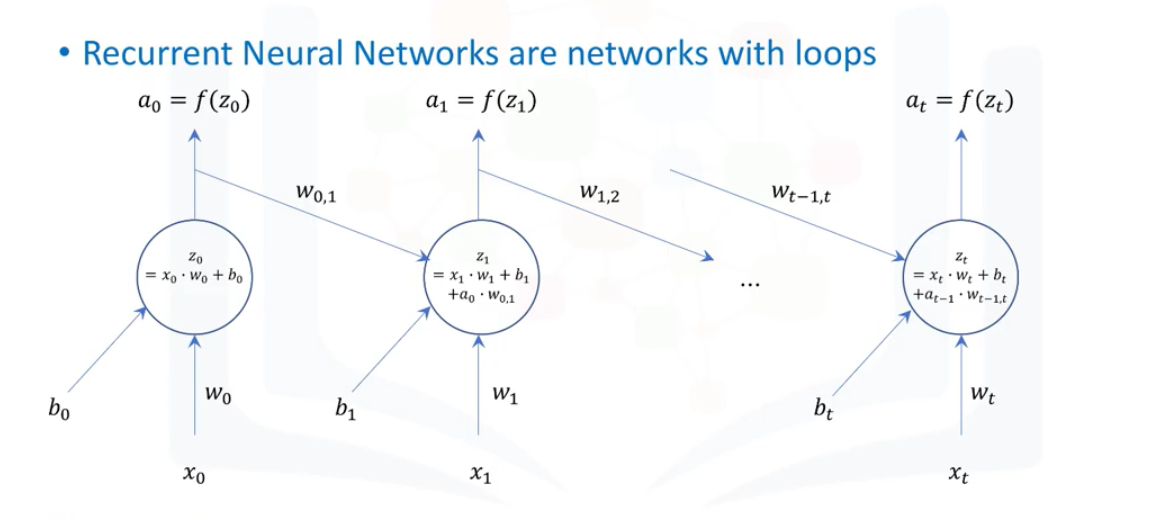 • Recurrent Neural Networks are networks with loops
a₀ = f(z₀)
a₁ = f(z₁)
aₜ = f(zₜ)
w₀,₁
w₁,₂
wₜ₋₁,ₜ
z₀
= x₀ · w₀ + b₀
z₁
= x₁ · w₁ + b₁
+a₀ · w₀,₁
...
zₜ
= xₜ · wₜ + bₜ
+aₜ₋₁ · wₜ₋₁,ₜ
b₀
w₀
b₁
w₁
bₜ
wₜ
x₀
x₁
xₜ